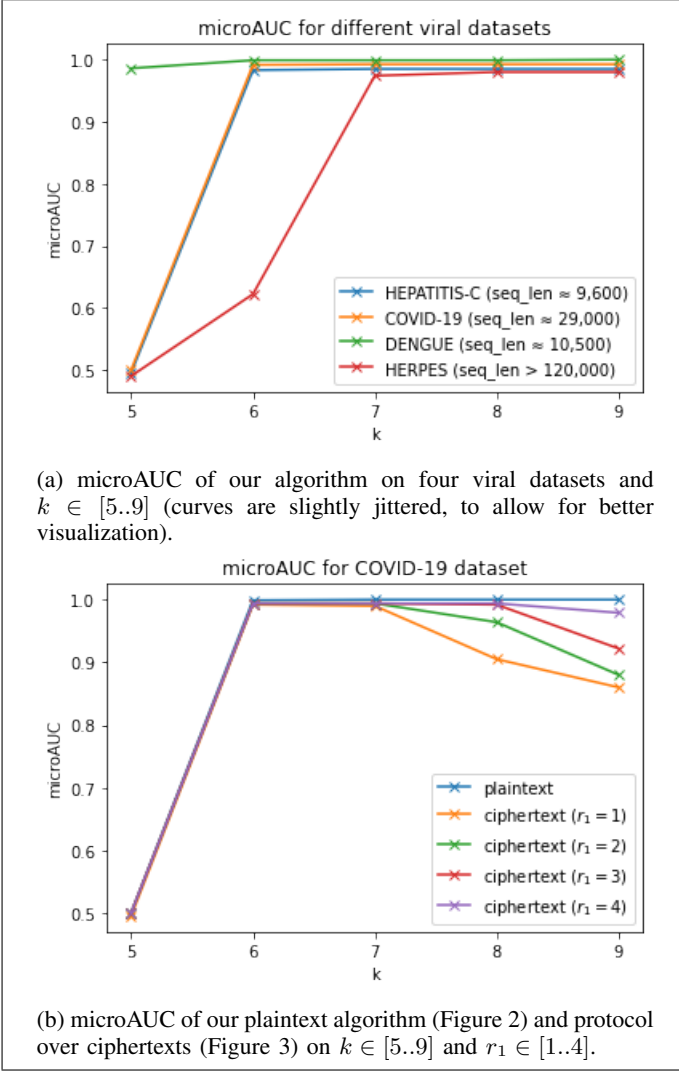 microAUC for different viral datasets
1.0
0.9
0.8
0.7
0.6
0.5
microAUC
HEPATITIS-C (seq_len ≈ 9,600)
COVID-19 (seq_len ≈ 29,000)
DENGUE (seq_len ≈ 10,500)
HERPES (seq_len > 120,000)
5 6 7 8 9
k
(a) microAUC of our algorithm on four viral datasets and
k ∈ [5..9] (curves are slightly jittered, to allow for better
visualization).
microAUC for COVID-19 dataset
1.0
0.9
0.8
0.7
0.6
0.5
microAUC
plaintext
ciphertext (r₁ = 1)
ciphertext (r₁ = 2)
ciphertext (r₁ = 3)
ciphertext (r₁ = 4)
5 6 7 8 9
k
(b) microAUC of our plaintext algorithm (Figure 2) and protocol
over ciphertexts (Figure 3) on k ∈ [5..9] and r₁ ∈ [1..4].